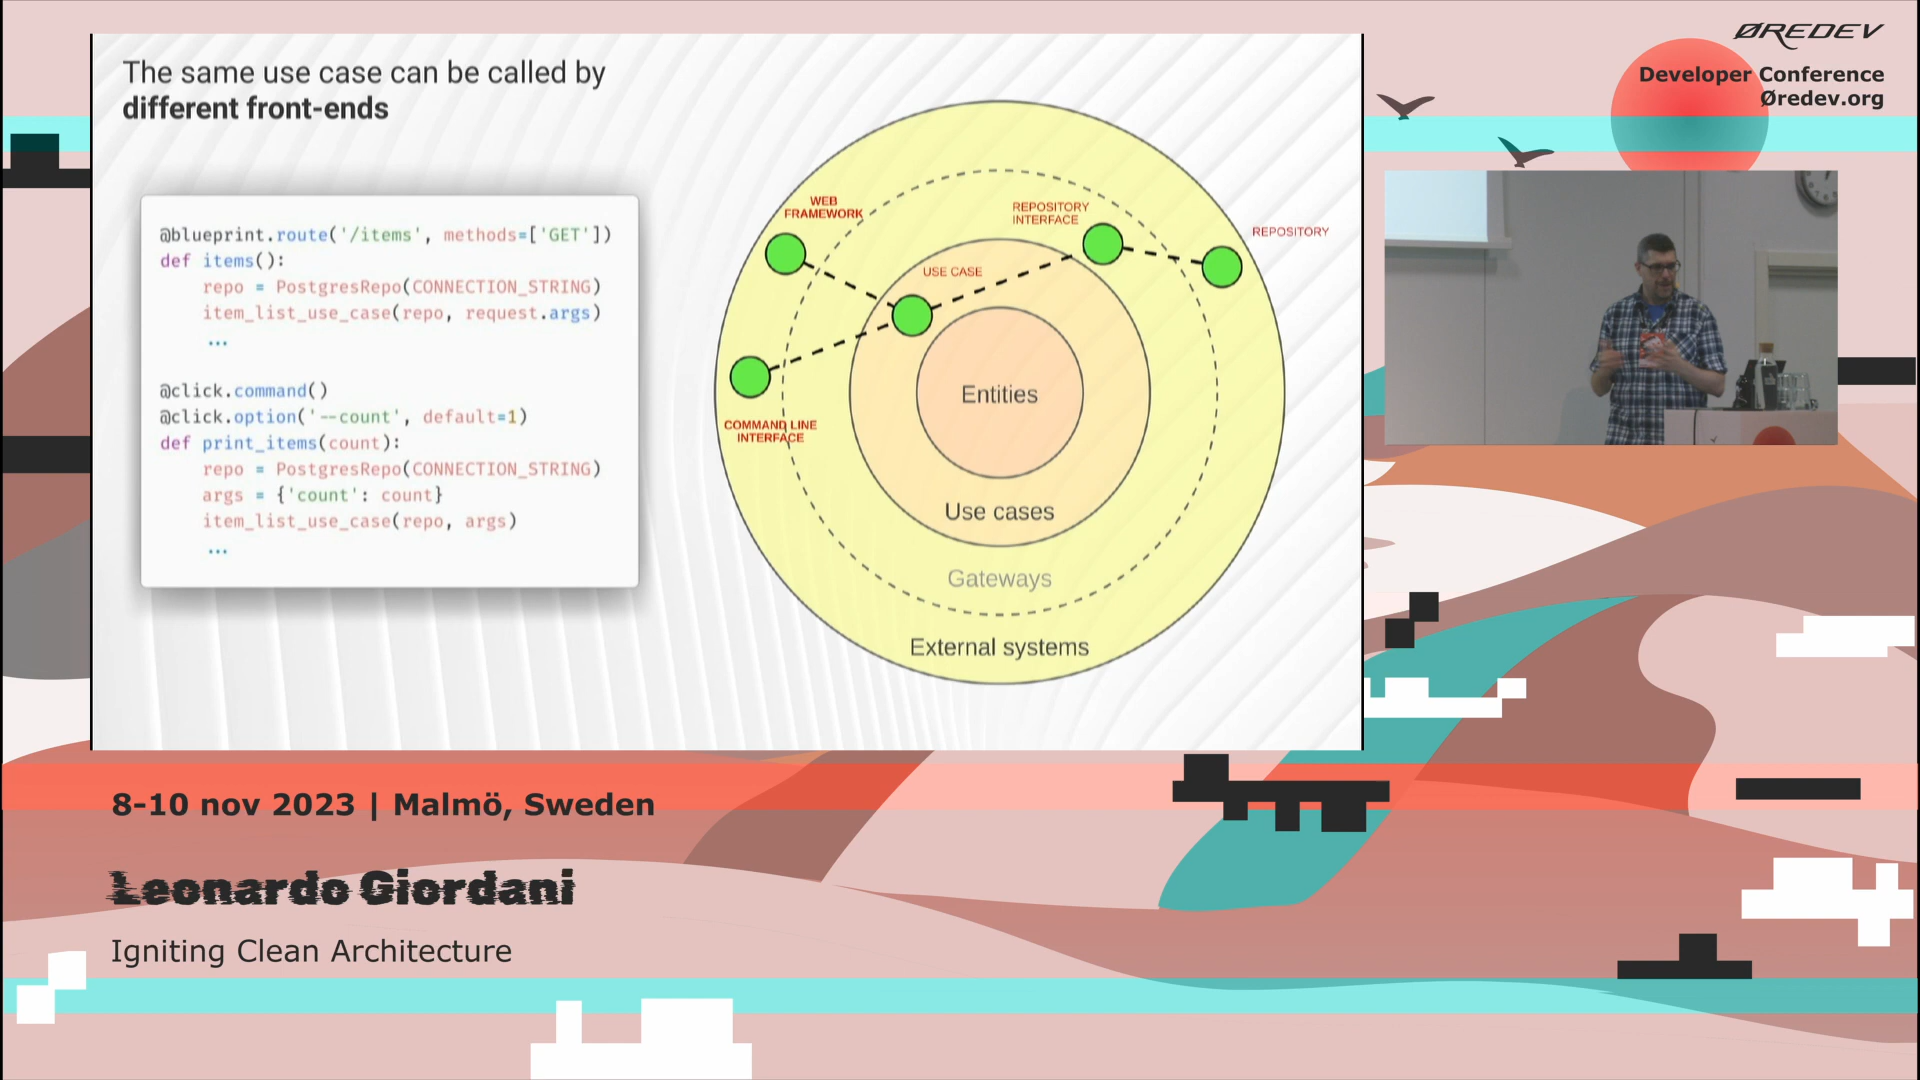 ØREDEV
Developer Conference
Øredev.org
The same use case can be called by
different front-ends
@blueprint.route('/items', methods=['GET'])
def items():
    repo = PostgresRepo(CONNECTION_STRING)
    item_list_use_case(repo, request.args)
    ...
@click.command()
@click.option('--count', default=1)
def print_items(count):
    repo = PostgresRepo(CONNECTION_STRING)
    args = {'count': count}
    item_list_use_case(repo, args)
    ...
WEB
FRAMEWORK
REPOSITORY
INTERFACE
REPOSITORY
USE CASE
COMMAND LINE
INTERFACE
Entities
Use cases
Gateways
External systems
8-10 nov 2023 | Malmö, Sweden
Leonardo Giordani
Igniting Clean Architecture